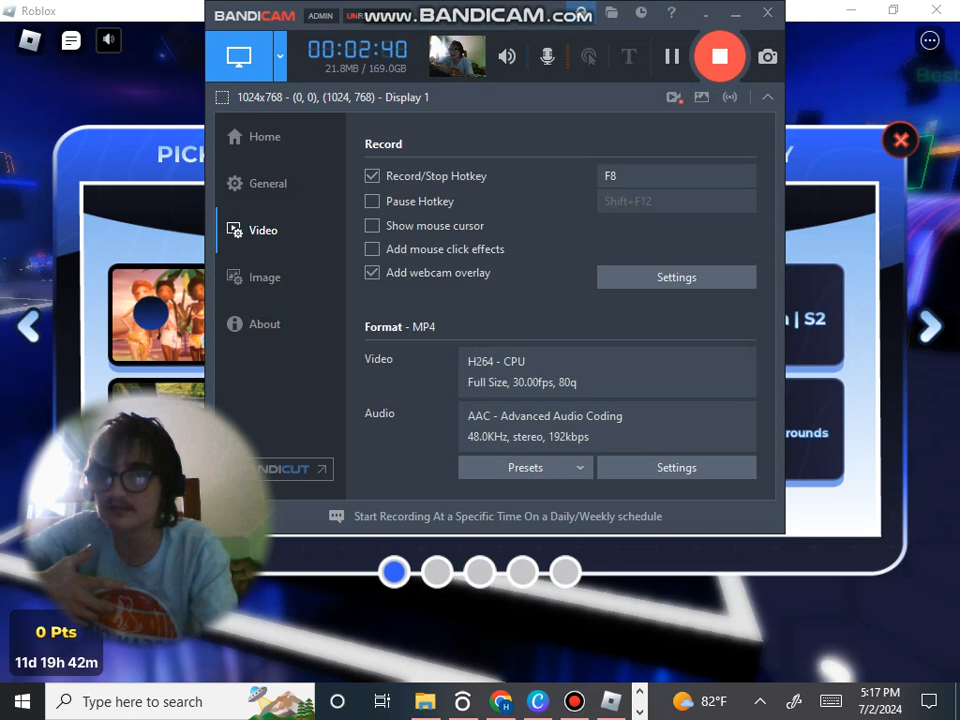 Roblox
BANDICAM ADMIN UNR WWW.BANDICAM.COM
00:02:40
21.8MB / 169.0GB
T
1024x768 - (0, 0), (1024, 768) - Display 1
Best
PICK
Y
Home
General
Video
Image
About
NDICUT
Record
Record/Stop Hotkey
F8
Pause Hotkey
Shift+F12
Show mouse cursor
Add mouse click effects
Add webcam overlay
Settings
Format - MP4
Video
H264 - CPU
Full Size, 30.00fps, 80q
Audio
AAC - Advanced Audio Coding
48.0KHz, stereo, 192kbps
Presets
Settings
| S2
rounds
Start Recording At a Specific Time On a Daily/Weekly schedule
0 Pts
11d 19h 42m
Type here to search
82°F
5:17 PM
7/2/2024